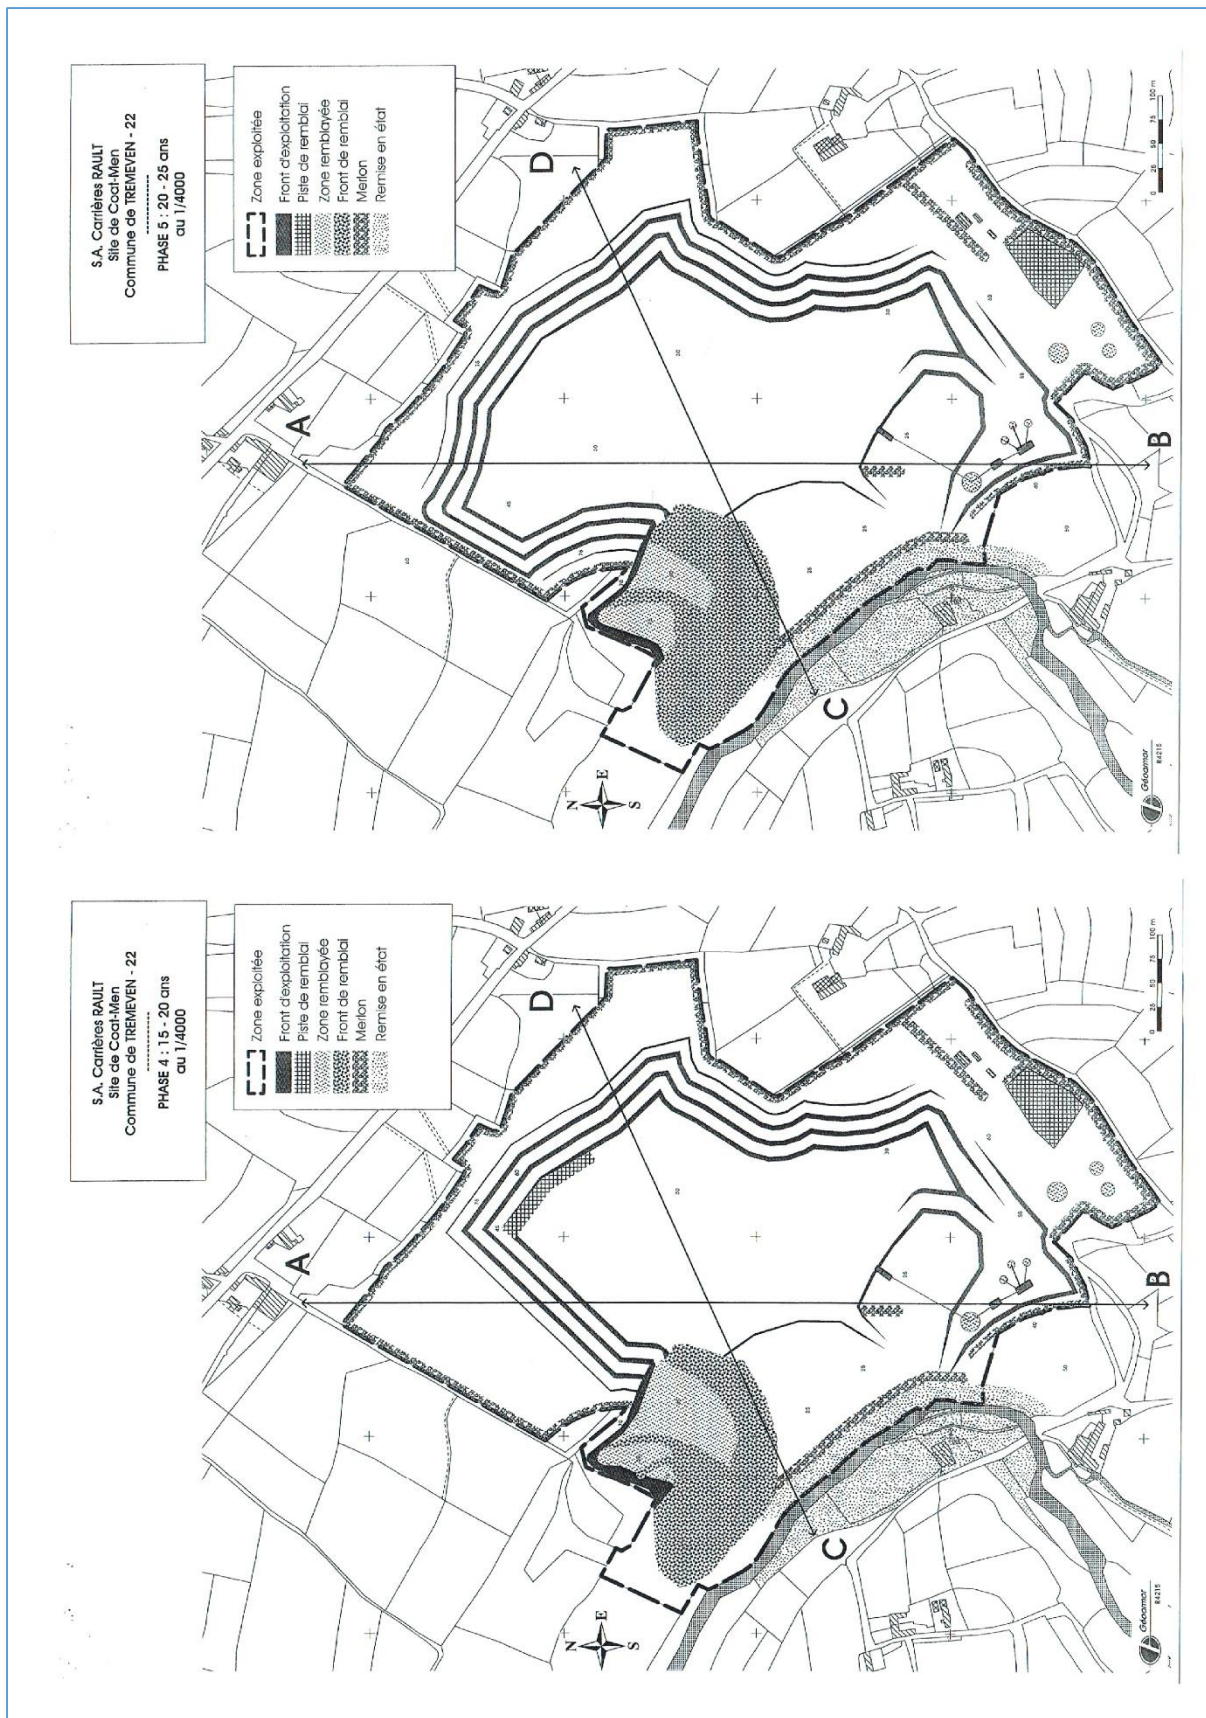 S.A. Carrières RAULT
Site de Coat-Men
Commune de TREMEVEN - 22
------------
PHASE 5 : 20 - 25 ans
au 1/4000
Zone exploitée
Front d'exploitation
Piste de remblai
Zone remblayée
Front de remblai
Merlon
Remise en état
A
B
C
D
N
E
S
0 25 50 75 100 m
Géoarmor
R4215
S.A. Carrières RAULT
Site de Coat-Men
Commune de TREMEVEN - 22
------------
PHASE 4 : 15 - 20 ans
au 1/4000
Zone exploitée
Front d'exploitation
Piste de remblai
Zone remblayée
Front de remblai
Merlon
Remise en état
A
B
C
D
N
E
S
0 25 50 75 100 m
Géoarmor
R4215